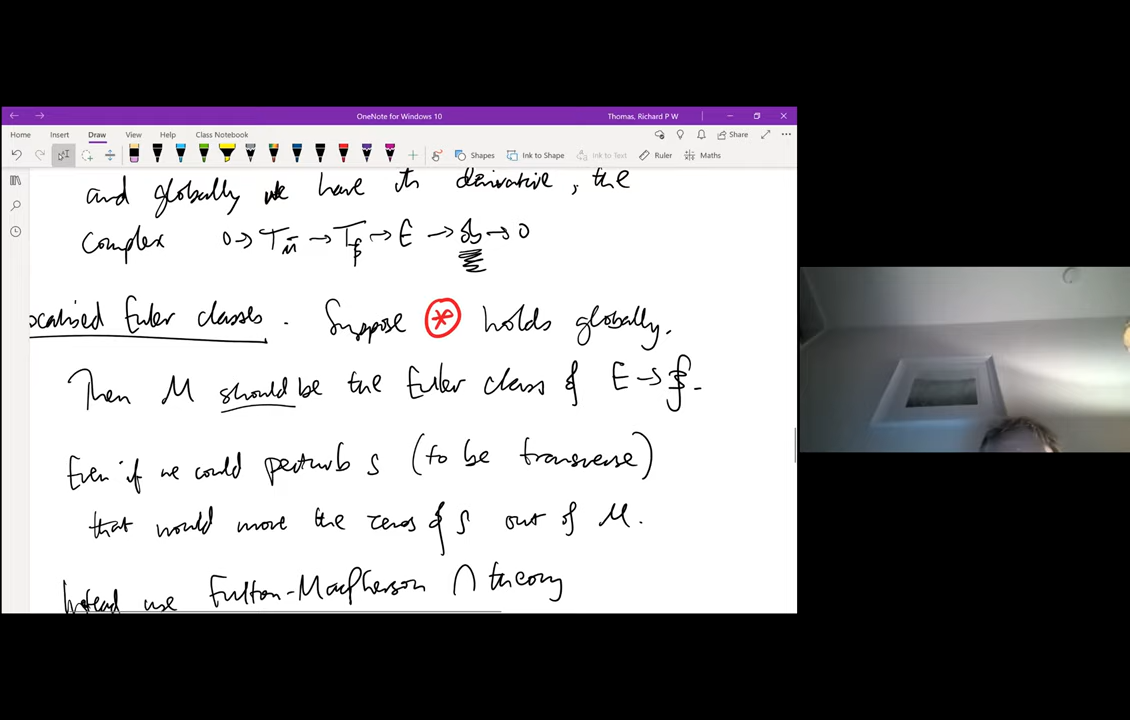 OneNote for Windows 10
Thomas, Richard P W
Home Insert Draw View Help Class Notebook
Share
Shapes Ink to Shape Ink to Text Ruler Maths
and globally we have the derivative, the
complex 0 → T → T → E → Ob → 0
ocalised Euler classes. Suppose ⊛ holds globally.
Then M should be the Euler class of E →
Even if we could perturb s (to be transverse)
that would move the zeros of s out of M.
Instead use Fulton-MacPherson ∩ theory